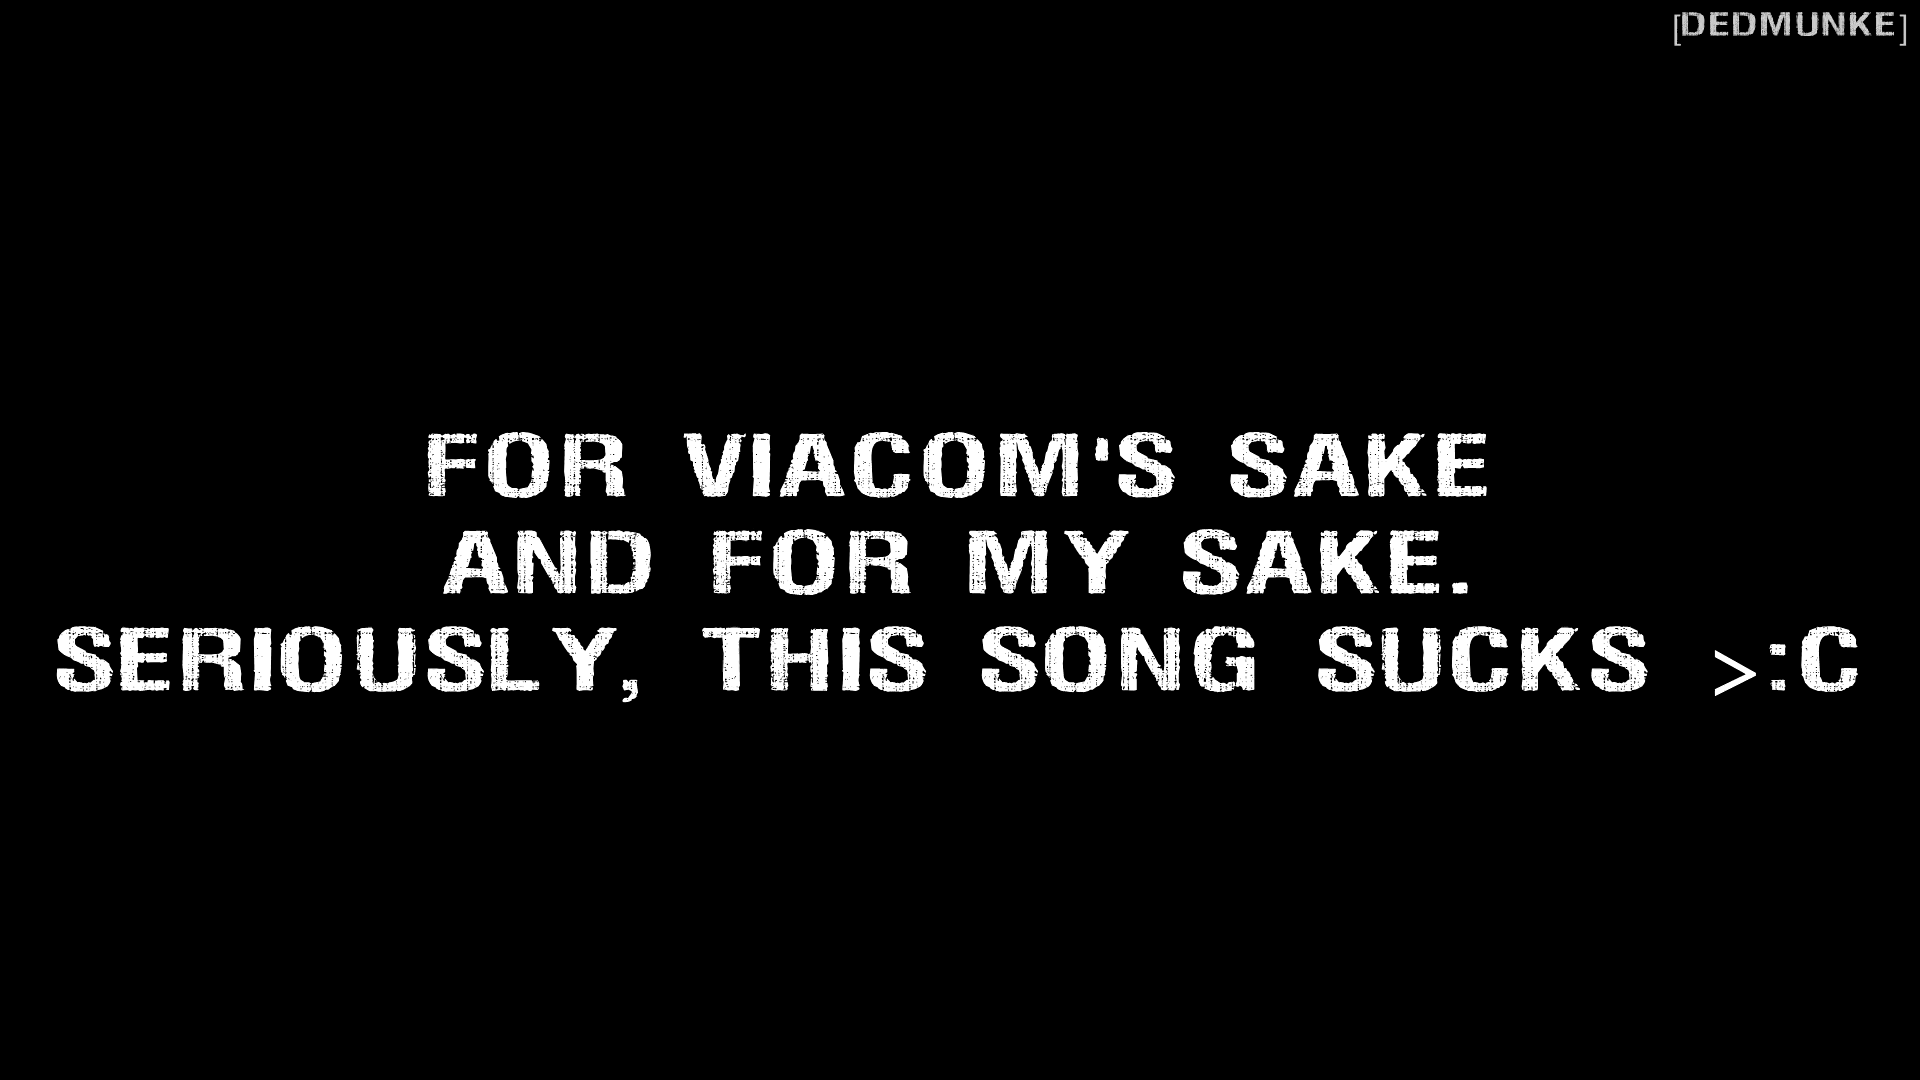 [DEDMUNKE]
FOR VIACOM'S SAKE
AND FOR MY SAKE.
SERIOUSLY, THIS SONG SUCKS >:C